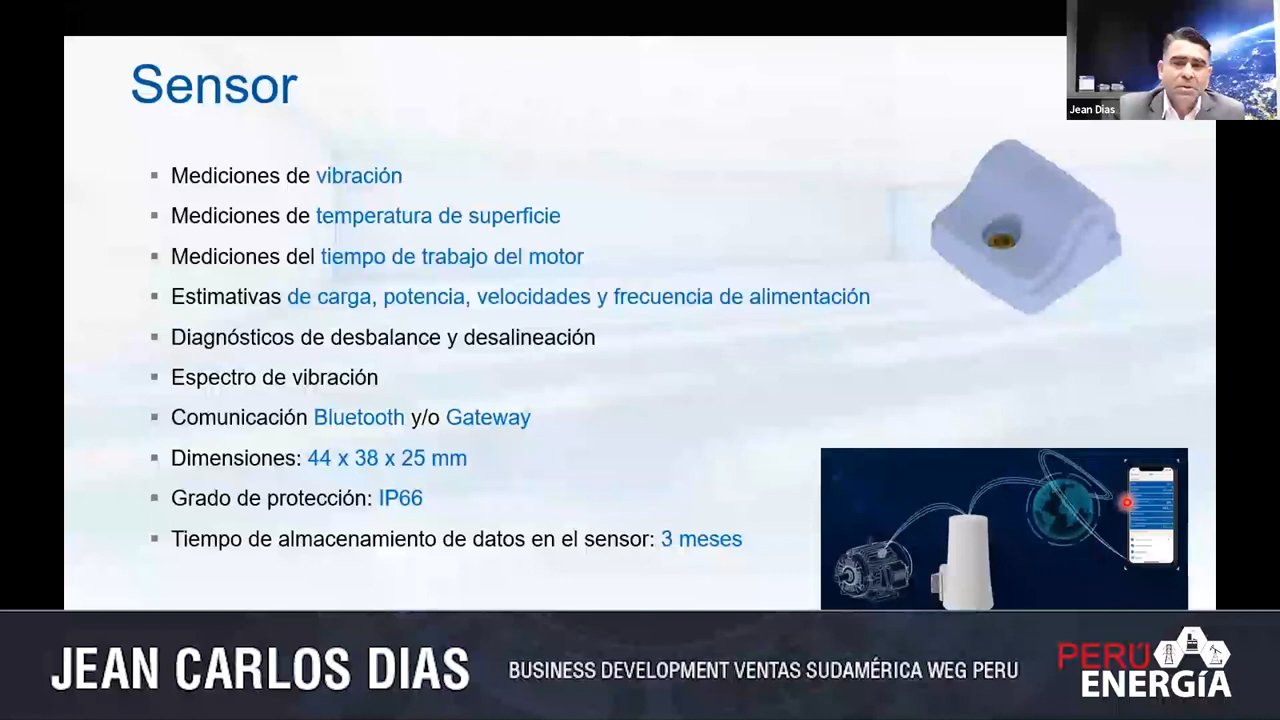 Sensor
Jean Dias
Mediciones de vibración
Mediciones de temperatura de superficie
Mediciones del tiempo de trabajo del motor
Estimativas de carga, potencia, velocidades y frecuencia de alimentación
Diagnósticos de desbalance y desalineación
Espectro de vibración
Comunicación Bluetooth y/o Gateway
Dimensiones: 44 x 38 x 25 mm
Grado de protección: IP66
Tiempo de almacenamiento de datos en el sensor: 3 meses
JEAN CARLOS DIAS
BUSINESS DEVELOPMENT VENTAS SUDAMÉRICA WEG PERU
PERÚ
ENERGÍA